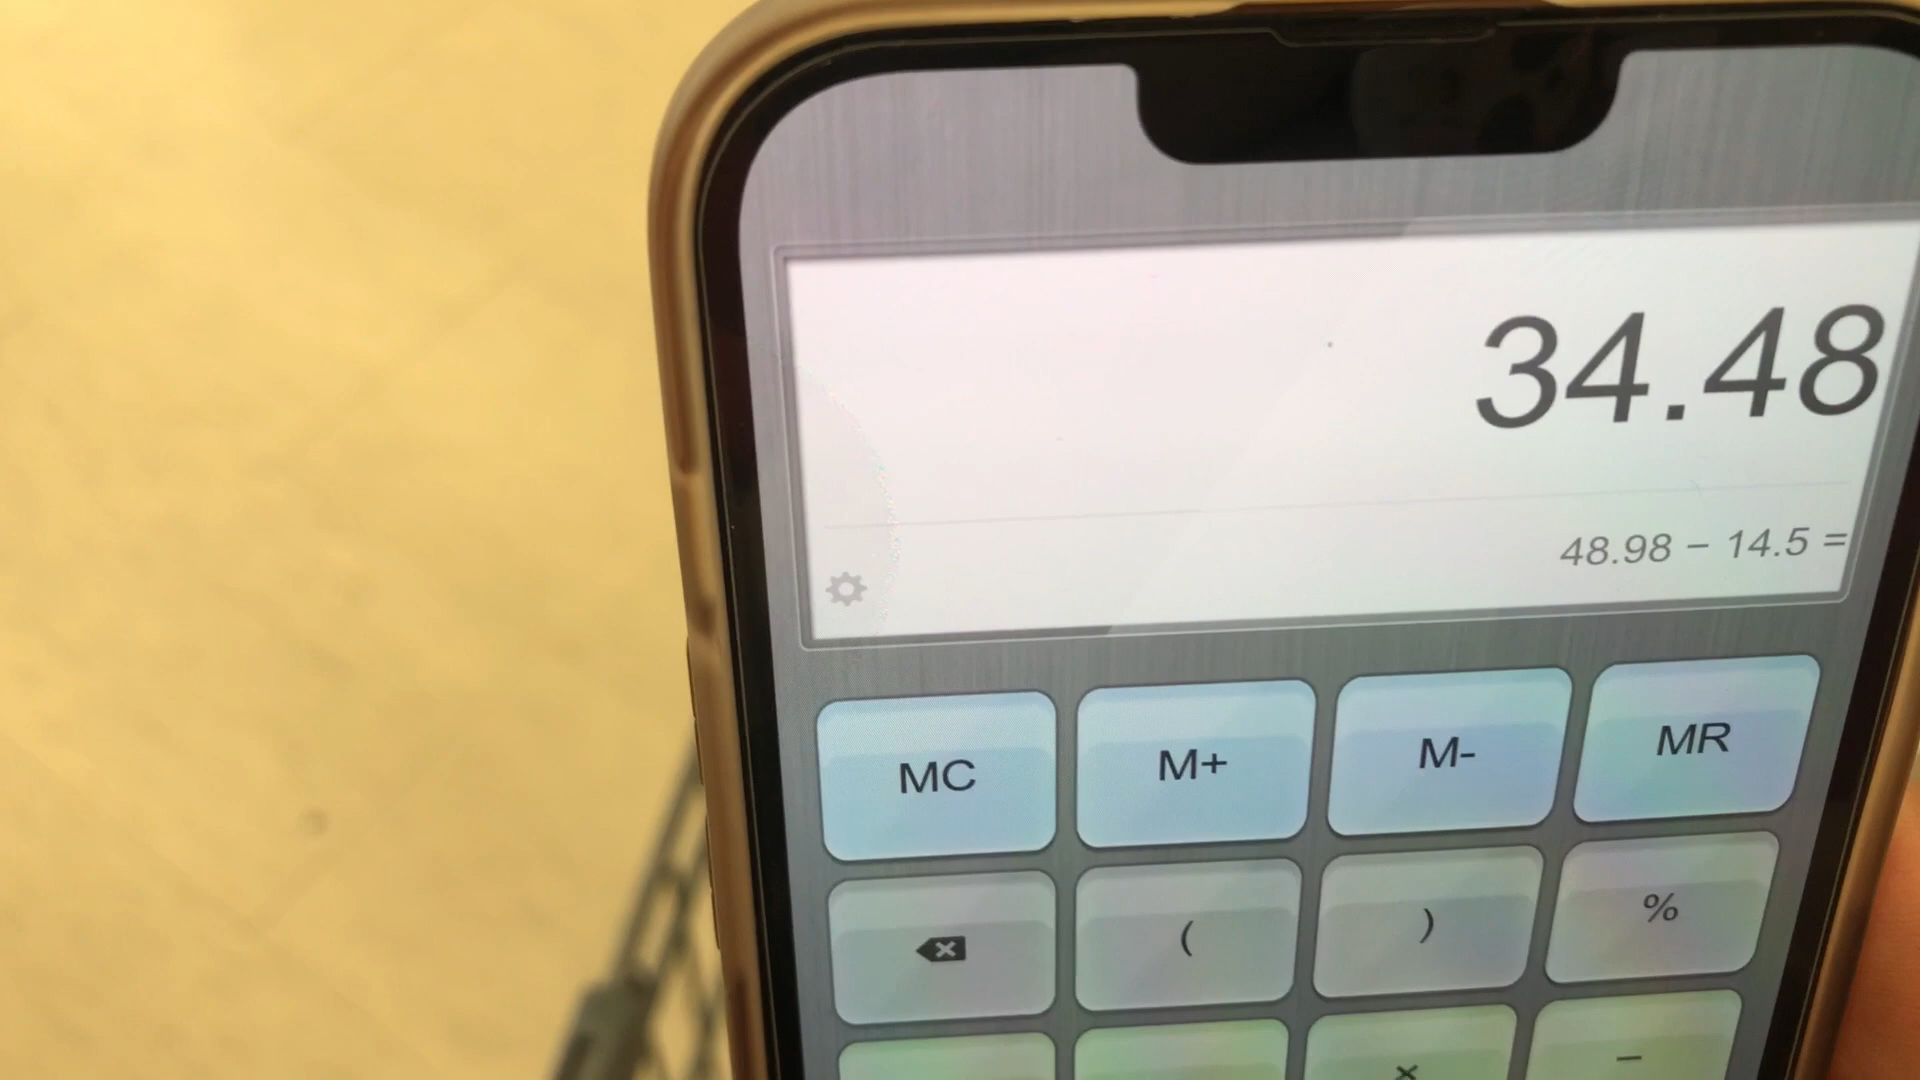 34.48
48.98 − 14.5 =
MC M+ M- MR
( ) %
× −